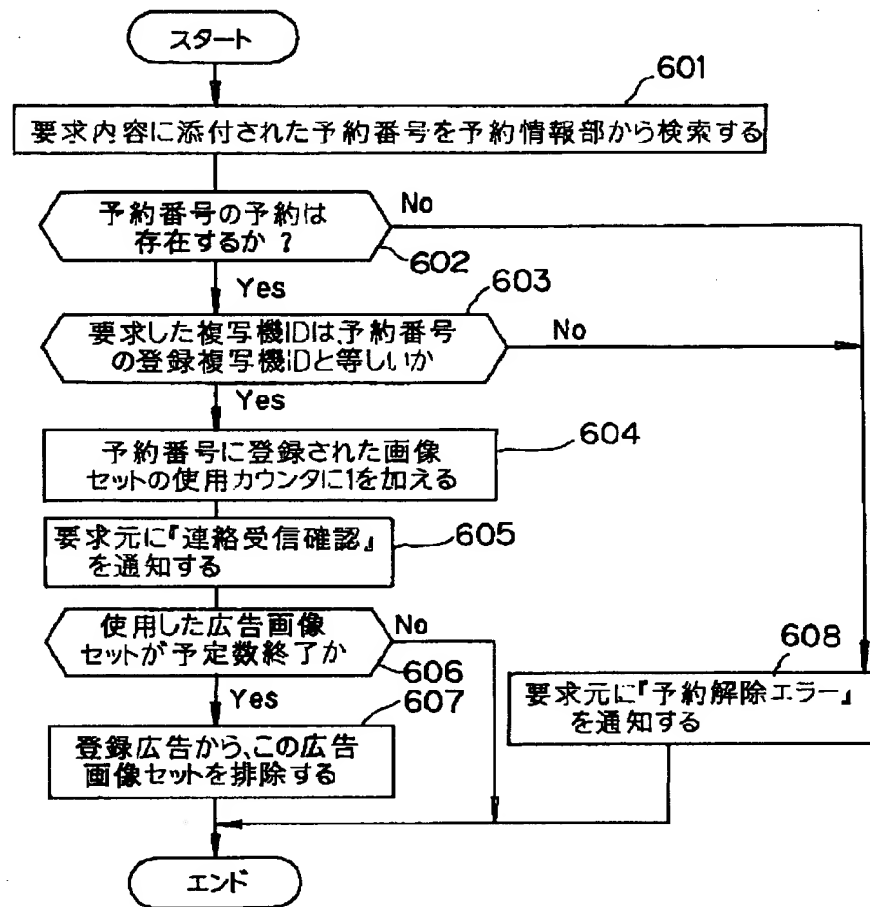 スタート
601
要求内容に添付された予約番号を予約情報部から検索する
予約番号の予約は
存在するか?
No
602
Yes
603
要求した複写機IDは、予約番号
の登録複写機IDと等しいか
No
Yes
604
予約番号に登録された画像
セットの使用カウンタに1を加える
要求元に『連絡受信確認』
を通知する
605
使用した広告画像
セットが予定数終了か
No
606
Yes
607
登録広告から、この広告
画像セットを排除する
608
要求元に『予約解除エラー』
を通知する
エンド